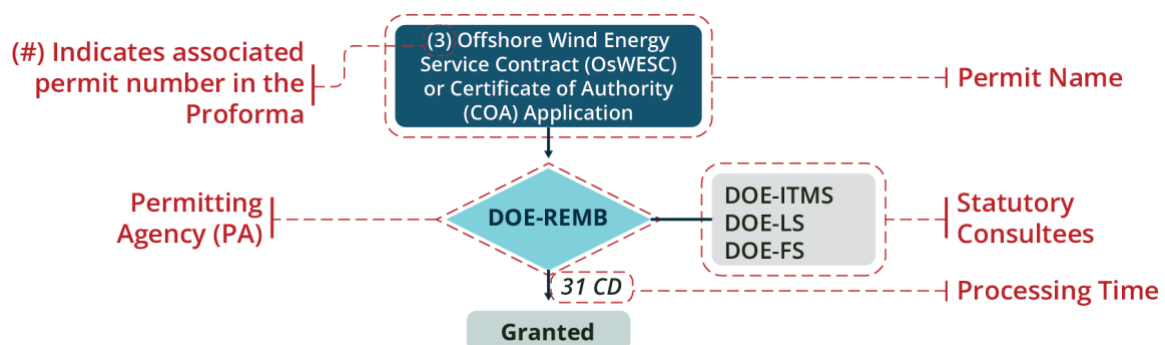 (#) Indicates associated
permit number in the
Proforma
(3) Offshore Wind Energy
Service Contract (OsWESC)
or Certificate of Authority
(COA) Application
Permit Name
Permitting
Agency (PA)
DOE-REMB
DOE-ITMS
DOE-LS
DOE-FS
Statutory
Consultees
31 CD
Processing Time
Granted